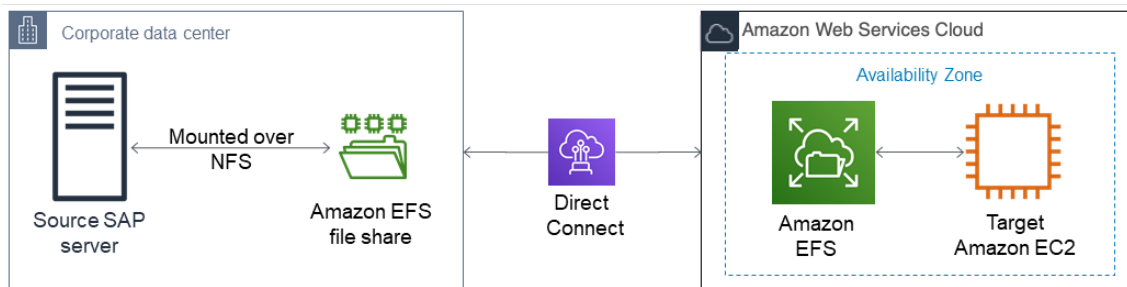 Corporate data center
Mounted over
NFS
Source SAP
server
Amazon EFS
file share
Direct
Connect
Amazon Web Services Cloud
Availability Zone
Amazon
EFS
Target
Amazon EC2